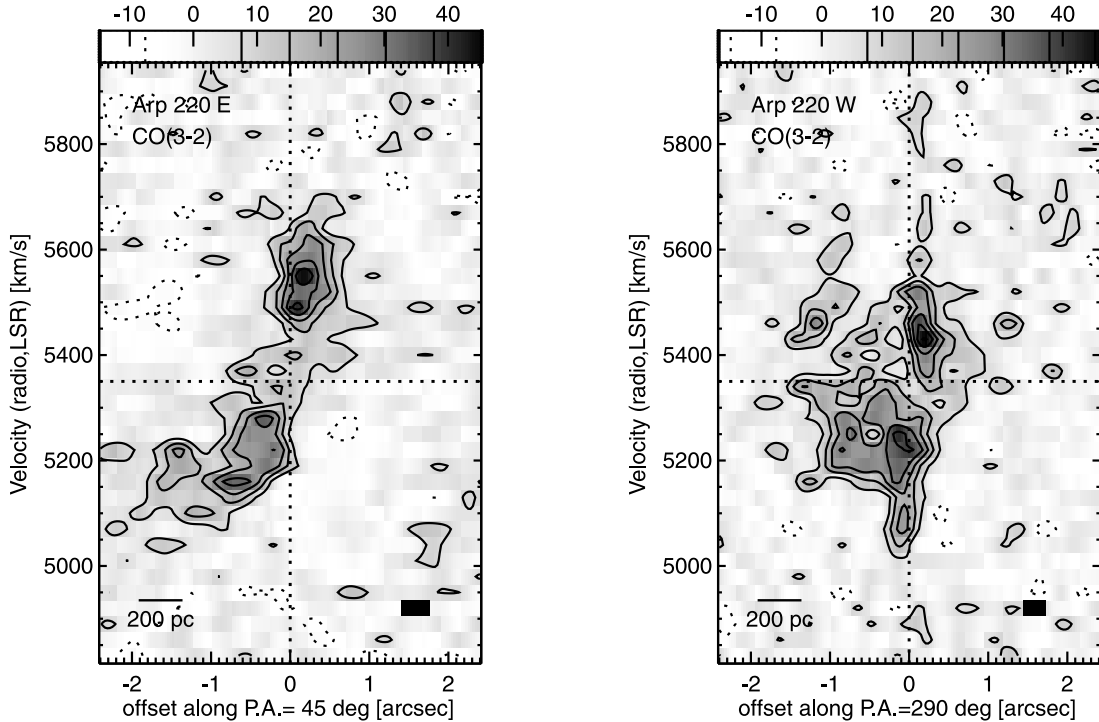 -10 0 10 20 30 40
-10 0 10 20 30
Arp 220 E
CO(3-2)
5800
5600
5400
5200
5000
Velocity (radio,LSR) [km/s]
200 pc
-2 -1 0 1 2
offset along P.A.= 45 deg [arcsec]
Arp 220 W
CO(3-2)
5800
5600
5400
5200
5000
Velocity (radio,LSR) [km/s]
200 pc
-2 -1 0 1 2
offset along P.A.=290 deg [arcsec]